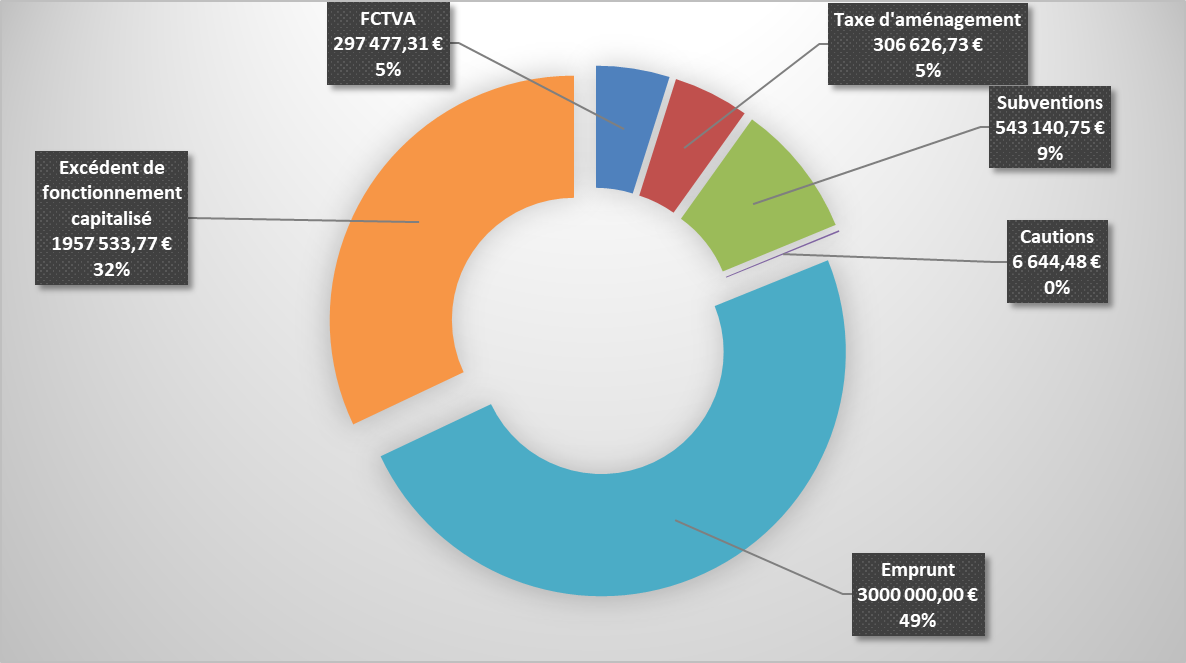 FCTVA
297 477,31 €
5%
Taxe d'aménagement
306 626,73 €
5%
Subventions
543 140,75 €
9%
Cautions
6 644,48 €
0%
Emprunt
3000 000,00 €
49%
Excédent de
fonctionnement
capitalisé
1957 533,77 €
32%